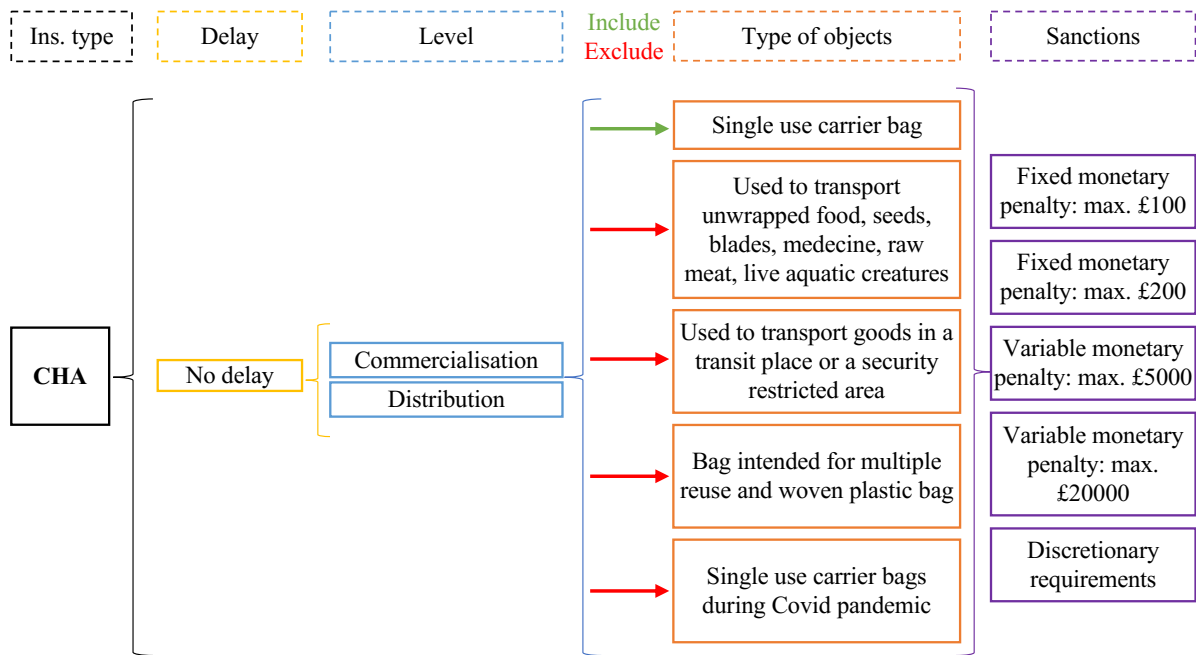 Ins. type
Delay
Level
Include
Exclude
Type of objects
Sanctions
CHA
No delay
Commercialisation
Distribution
Single use carrier bag
Used to transport
unwrapped food, seeds,
blades, medecine, raw
meat, live aquatic creatures
Used to transport goods in a
transit place or a security
restricted area
Bag intended for multiple
reuse and woven plastic bag
Single use carrier bags
during Covid pandemic
Fixed monetary
penalty: max. £100
Fixed monetary
penalty: max. £200
Variable monetary
penalty: max. £5000
Variable monetary
penalty: max.
£20000
Discretionary
requirements